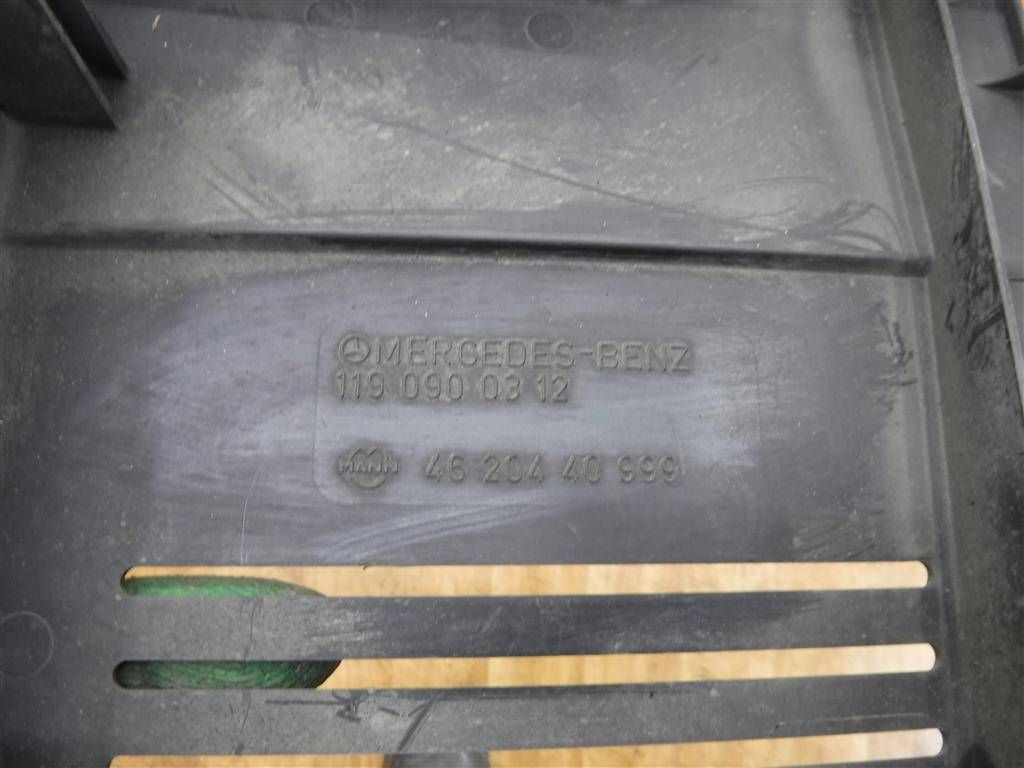 MERCEDES-BENZ
119 090 03 12
MANN 46 204 40 999